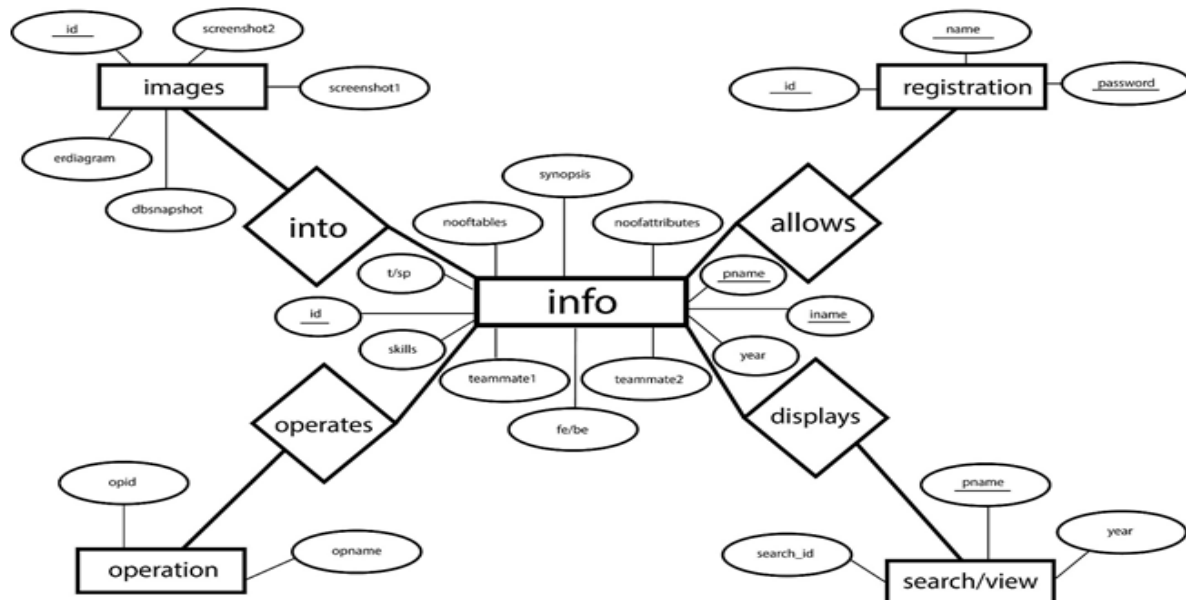 id
screenshot2
name
images
screenshot1
registration
id
password
erdiagram
synopsis
dbsnapshot
nooftables
noofattributes
into
allows
t/sp
pname
info
id
iname
skills
year
teammate1
teammate2
operates
displays
fe/be
opid
pname
opname
search_id
year
operation
search/view